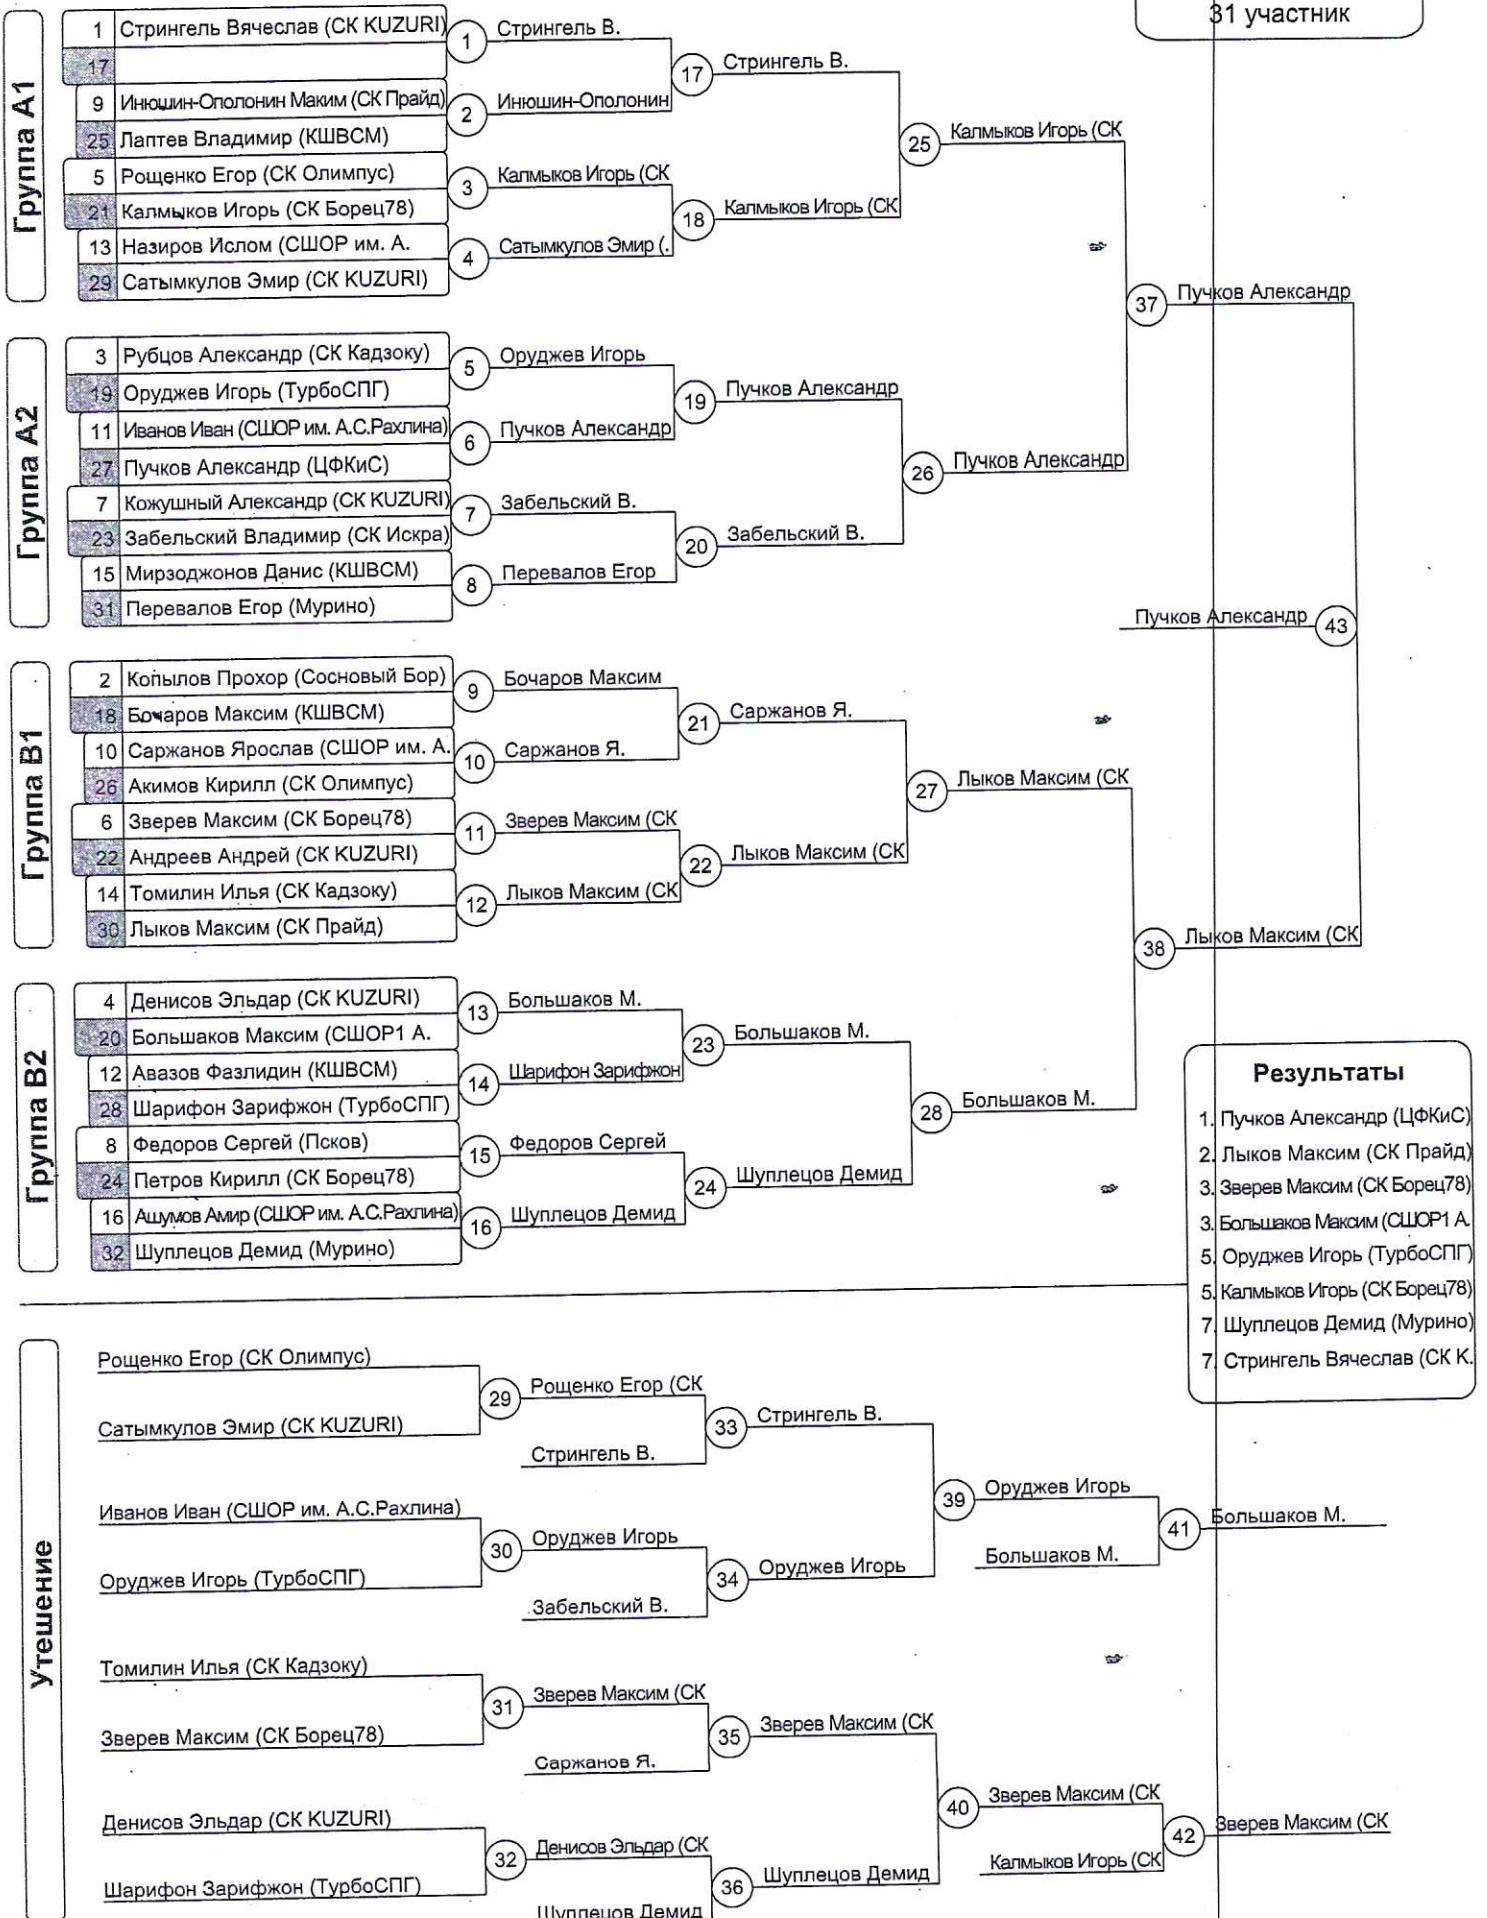 31 участник
Группа А1
1 Стрингель Вячеслав (СК KUZURI)
17
9 Инюшин-Ополонин Маким (СК Прайд)
25 Лаптев Владимир (КШВСМ)
5 Рощенко Егор (СК Олимпус)
21 Калмыков Игорь (СК Борец78)
13 Назиров Ислом (СШОР им. А.
29 Сатымкулов Эмир (СК KUZURI)
1 Стрингель В.
2 Инюшин-Ополонин
3 Калмыков Игорь (СК
4 Сатымкулов Эмир (.
17 Стрингель В.
18 Калмыков Игорь (СК
25 Калмыков Игорь (СК
Группа А2
3 Рубцов Александр (СК Кадзоку)
19 Оруджев Игорь (ТурбоСПГ)
11 Иванов Иван (СШОР им. А.С.Рахлина)
27 Пучков Александр (ЦФКиС)
7 Кожушный Александр (СК KUZURI)
23 Забельский Владимир (СК Искра)
15 Мирзоджонов Данис (КШВСМ)
31 Перевалов Егор (Мурино)
5 Оруджев Игорь
6 Пучков Александр
7 Забельский В.
8 Перевалов Егор
19 Пучков Александр
20 Забельский В.
26 Пучков Александр
37 Пучков Александр
Пучков Александр 43
Группа В1
2 Копылов Прохор (Сосновый Бор)
18 Бочаров Максим (КШВСМ)
10 Саржанов Ярослав (СШОР им. А.
26 Акимов Кирилл (СК Олимпус)
6 Зверев Максим (СК Борец78)
22 Андреев Андрей (СК KUZURI)
14 Томилин Илья (СК Кадзоку)
30 Лыков Максим (СК Прайд)
9 Бочаров Максим
10 Саржанов Я.
11 Зверев Максим (СК
12 Лыков Максим (СК
21 Саржанов Я.
22 Лыков Максим (СК
27 Лыков Максим (СК
38 Лыков Максим (СК
Группа В2
4 Денисов Эльдар (СК KUZURI)
20 Большаков Максим (СШОР1 А.
12 Авазов Фазлидин (КШВСМ)
28 Шарифон Зарифжон (ТурбоСПГ)
8 Федоров Сергей (Псков)
24 Петров Кирилл (СК Борец78)
16 Ашумов Амир (СШОР им. А.С.Рахлина)
32 Шуплецов Демид (Мурино)
13 Большаков М.
14 Шарифон Зарифжон
15 Федоров Сергей
16 Шуплецов Демид
23 Большаков М.
24 Шуплецов Демид
28 Большаков М.
Результаты
1. Пучков Александр (ЦФКиС)
2. Лыков Максим (СК Прайд)
3. Зверев Максим (СК Борец78)
3. Большаков Максим (СШОР1 А.
5. Оруджев Игорь (ТурбоСПГ)
5. Калмыков Игорь (СК Борец78)
7. Шуплецов Демид (Мурино)
7. Стрингель Вячеслав (СК К.
Утешение
Рощенко Егор (СК Олимпус)
Сатымкулов Эмир (СК KUZURI)
29 Рощенко Егор (СК
Стрингель В.
33 Стрингель В.
Иванов Иван (СШОР им. А.С.Рахлина)
Оруджев Игорь (ТурбоСПГ)
30 Оруджев Игорь
Забельский В.
34 Оруджев Игорь
39 Оруджев Игорь
Большаков М.
41 Большаков М.
Томилин Илья (СК Кадзоку)
Зверев Максим (СК Борец78)
31 Зверев Максим (СК
Саржанов Я.
35 Зверев Максим (СК
Денисов Эльдар (СК KUZURI)
Шарифон Зарифжон (ТурбоСПГ)
32 Денисов Эльдар (СК
Шуплецов Демид
36 Шуплецов Демид
40 Зверев Максим (СК
Калмыков Игорь (СК
42 Зверев Максим (СК